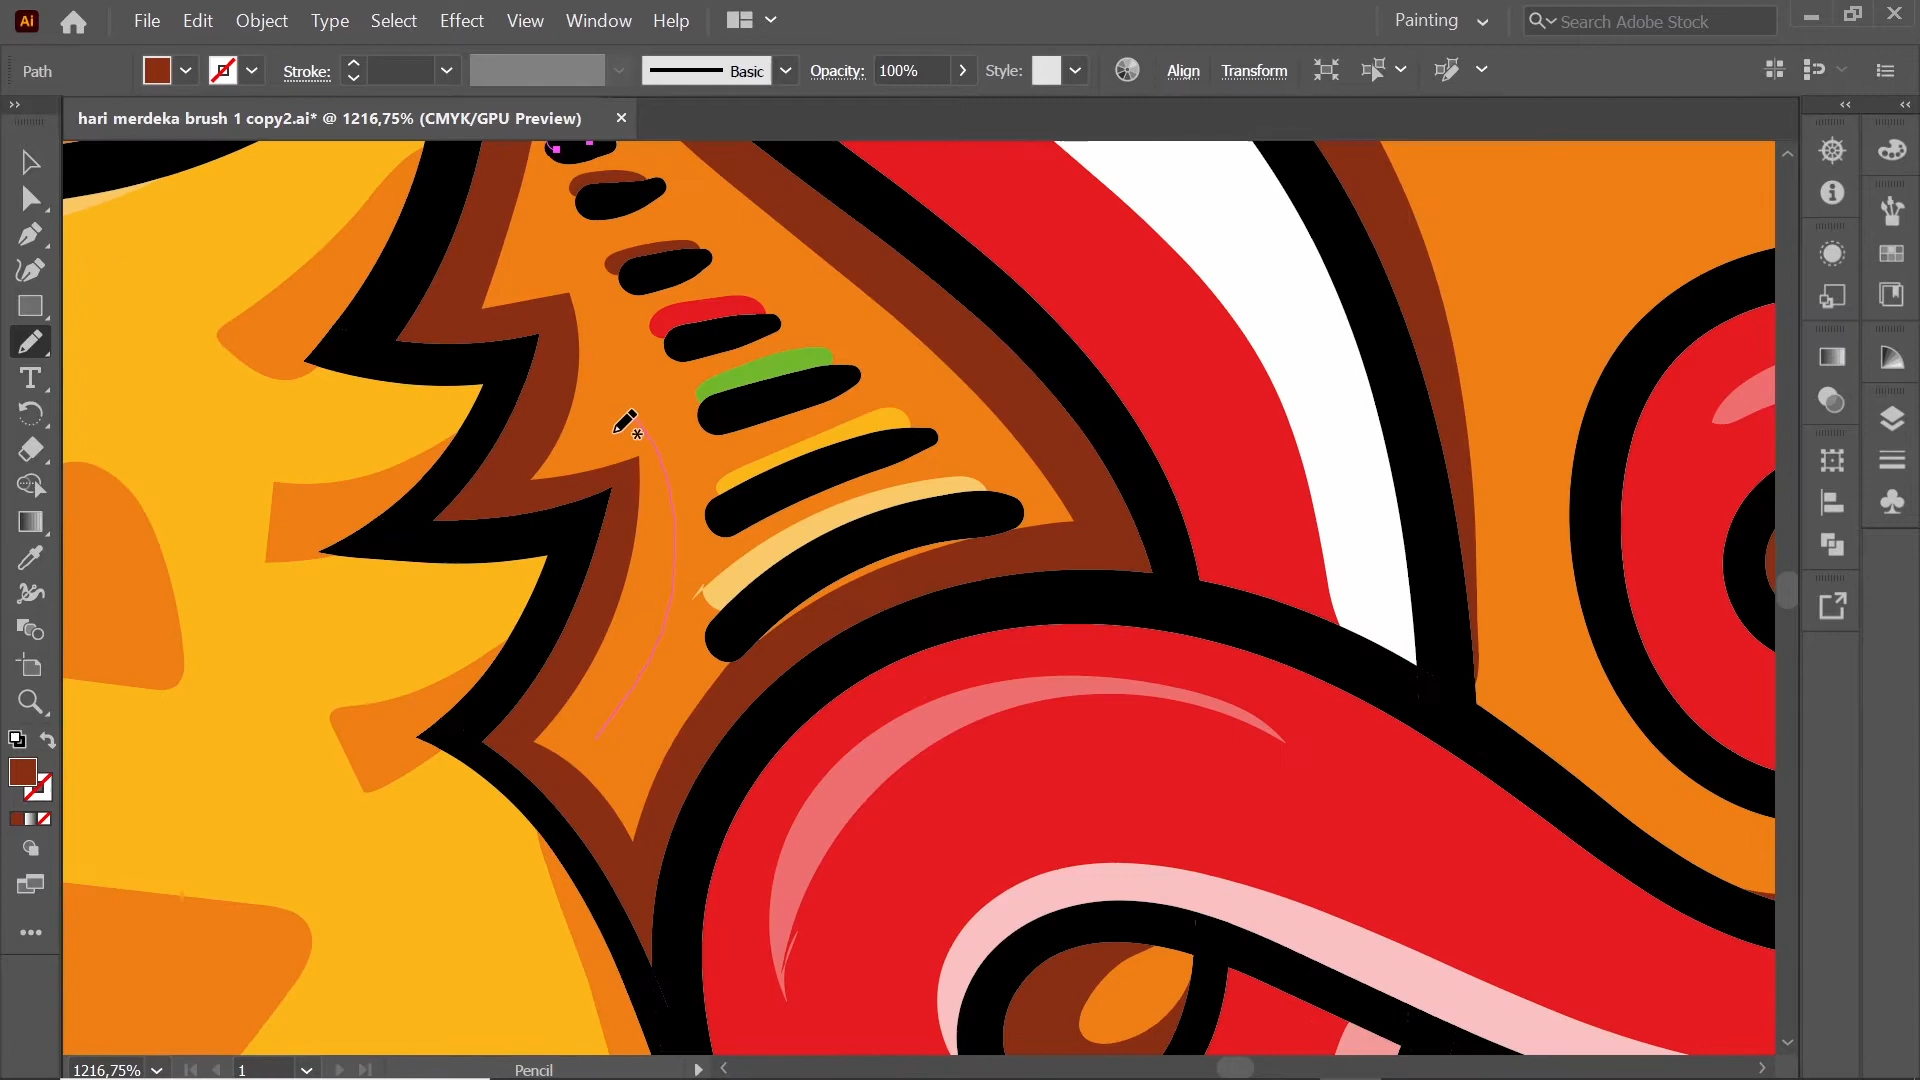 Ai File Edit Object Type Select Effect View Window Help Painting Search Adobe Stock
Path Stroke: Basic Opacity: 100% Style: Align Transform
hari merdeka brush 1 copy2.ai* @ 1216,75% (CMYK/GPU Preview)
1216,75% 1 Pencil